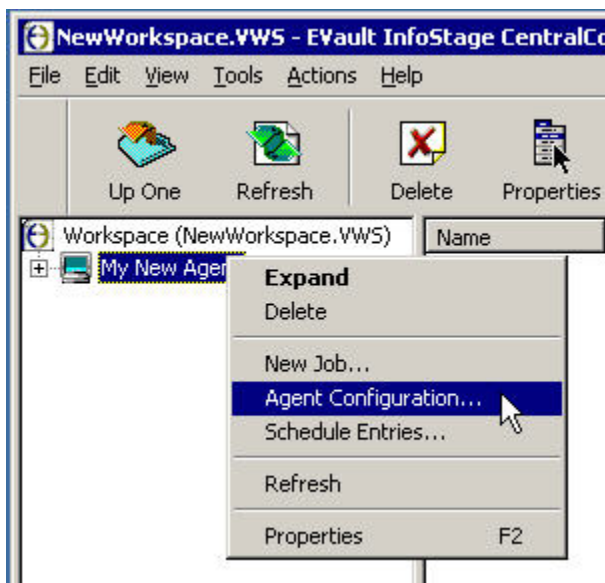 NewWorkspace.VWS - EVault InfoStage CentralCo
File Edit View Tools Actions Help
Up One Refresh Delete Properties
Workspace (NewWorkspace.VWS) Name
My New Agen
Expand
Delete
New Job...
Agent Configuration...
Schedule Entries...
Refresh
Properties F2